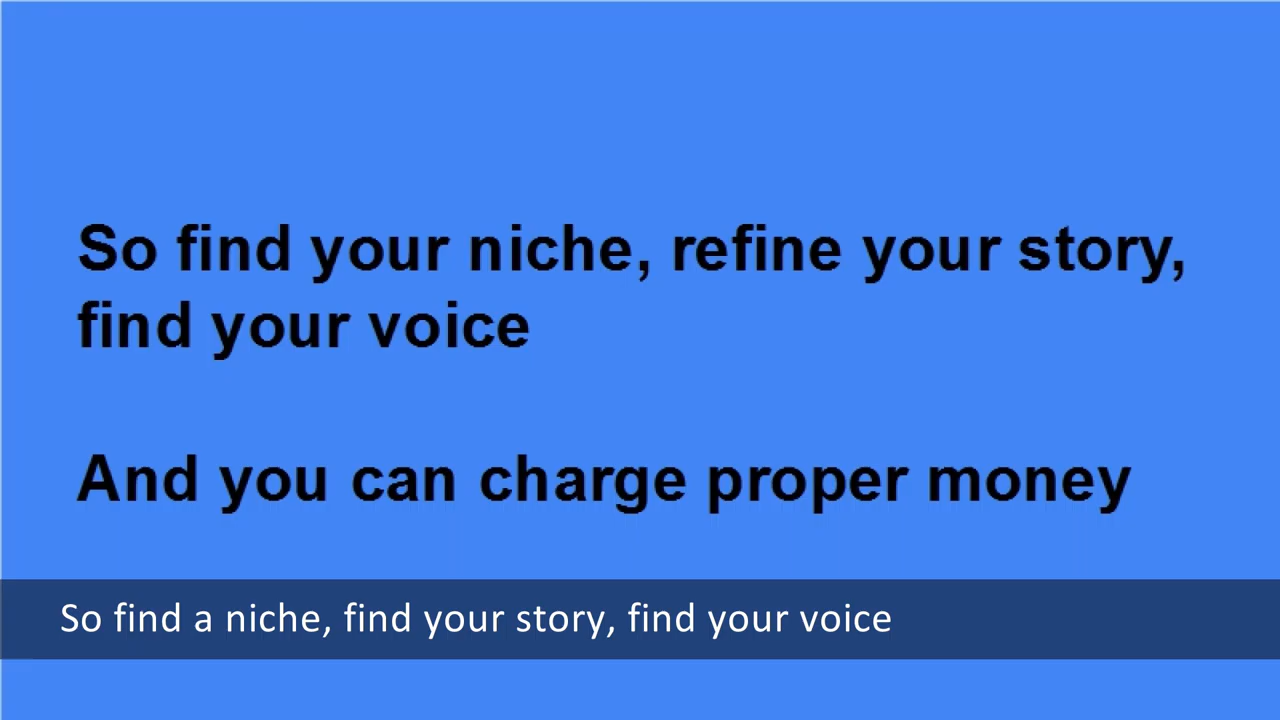 So find your niche, refine your story,
find your voice
And you can charge proper money
So find a niche, find your story, find your voice